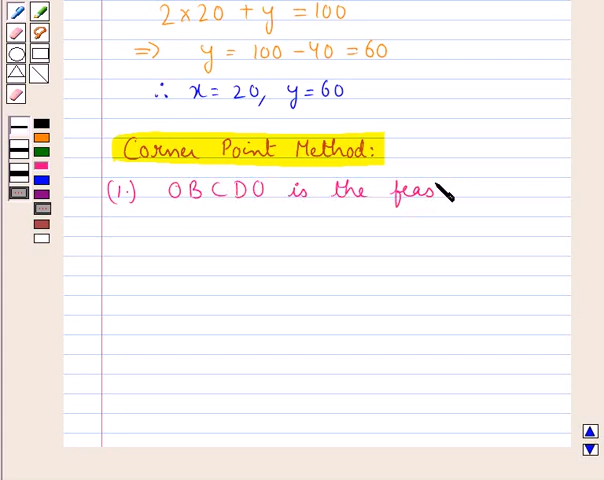 2 × 20 + y = 100
⇒ y = 100 - 40 = 60
∴ x = 20, y = 60
Corner Point Method:
(1.) OBCDO is the feas